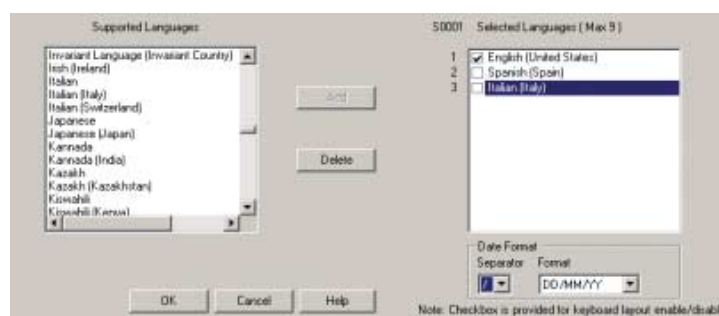 Supported Languages
Invariant Language (Invariant Country)
Irish (Ireland)
Italian
Italian (Italy)
Italian (Switzerland)
Japanese
Japanese (Japan)
Kannada
Kannada (India)
Kazakh
Kazakh (Kazakhstan)
Kiswahili
Kiswahili (Kenya)
Add
Delete
OK
Cancel
Help
S0001 Selected Languages ( Max 9 )
1 English (United States)
2 Spanish (Spain)
3 Italian (Italy)
Date Format
Separator Format
/ DD/MM/YY
Note: Checkbox is provided for keyboard layout enable/disabl